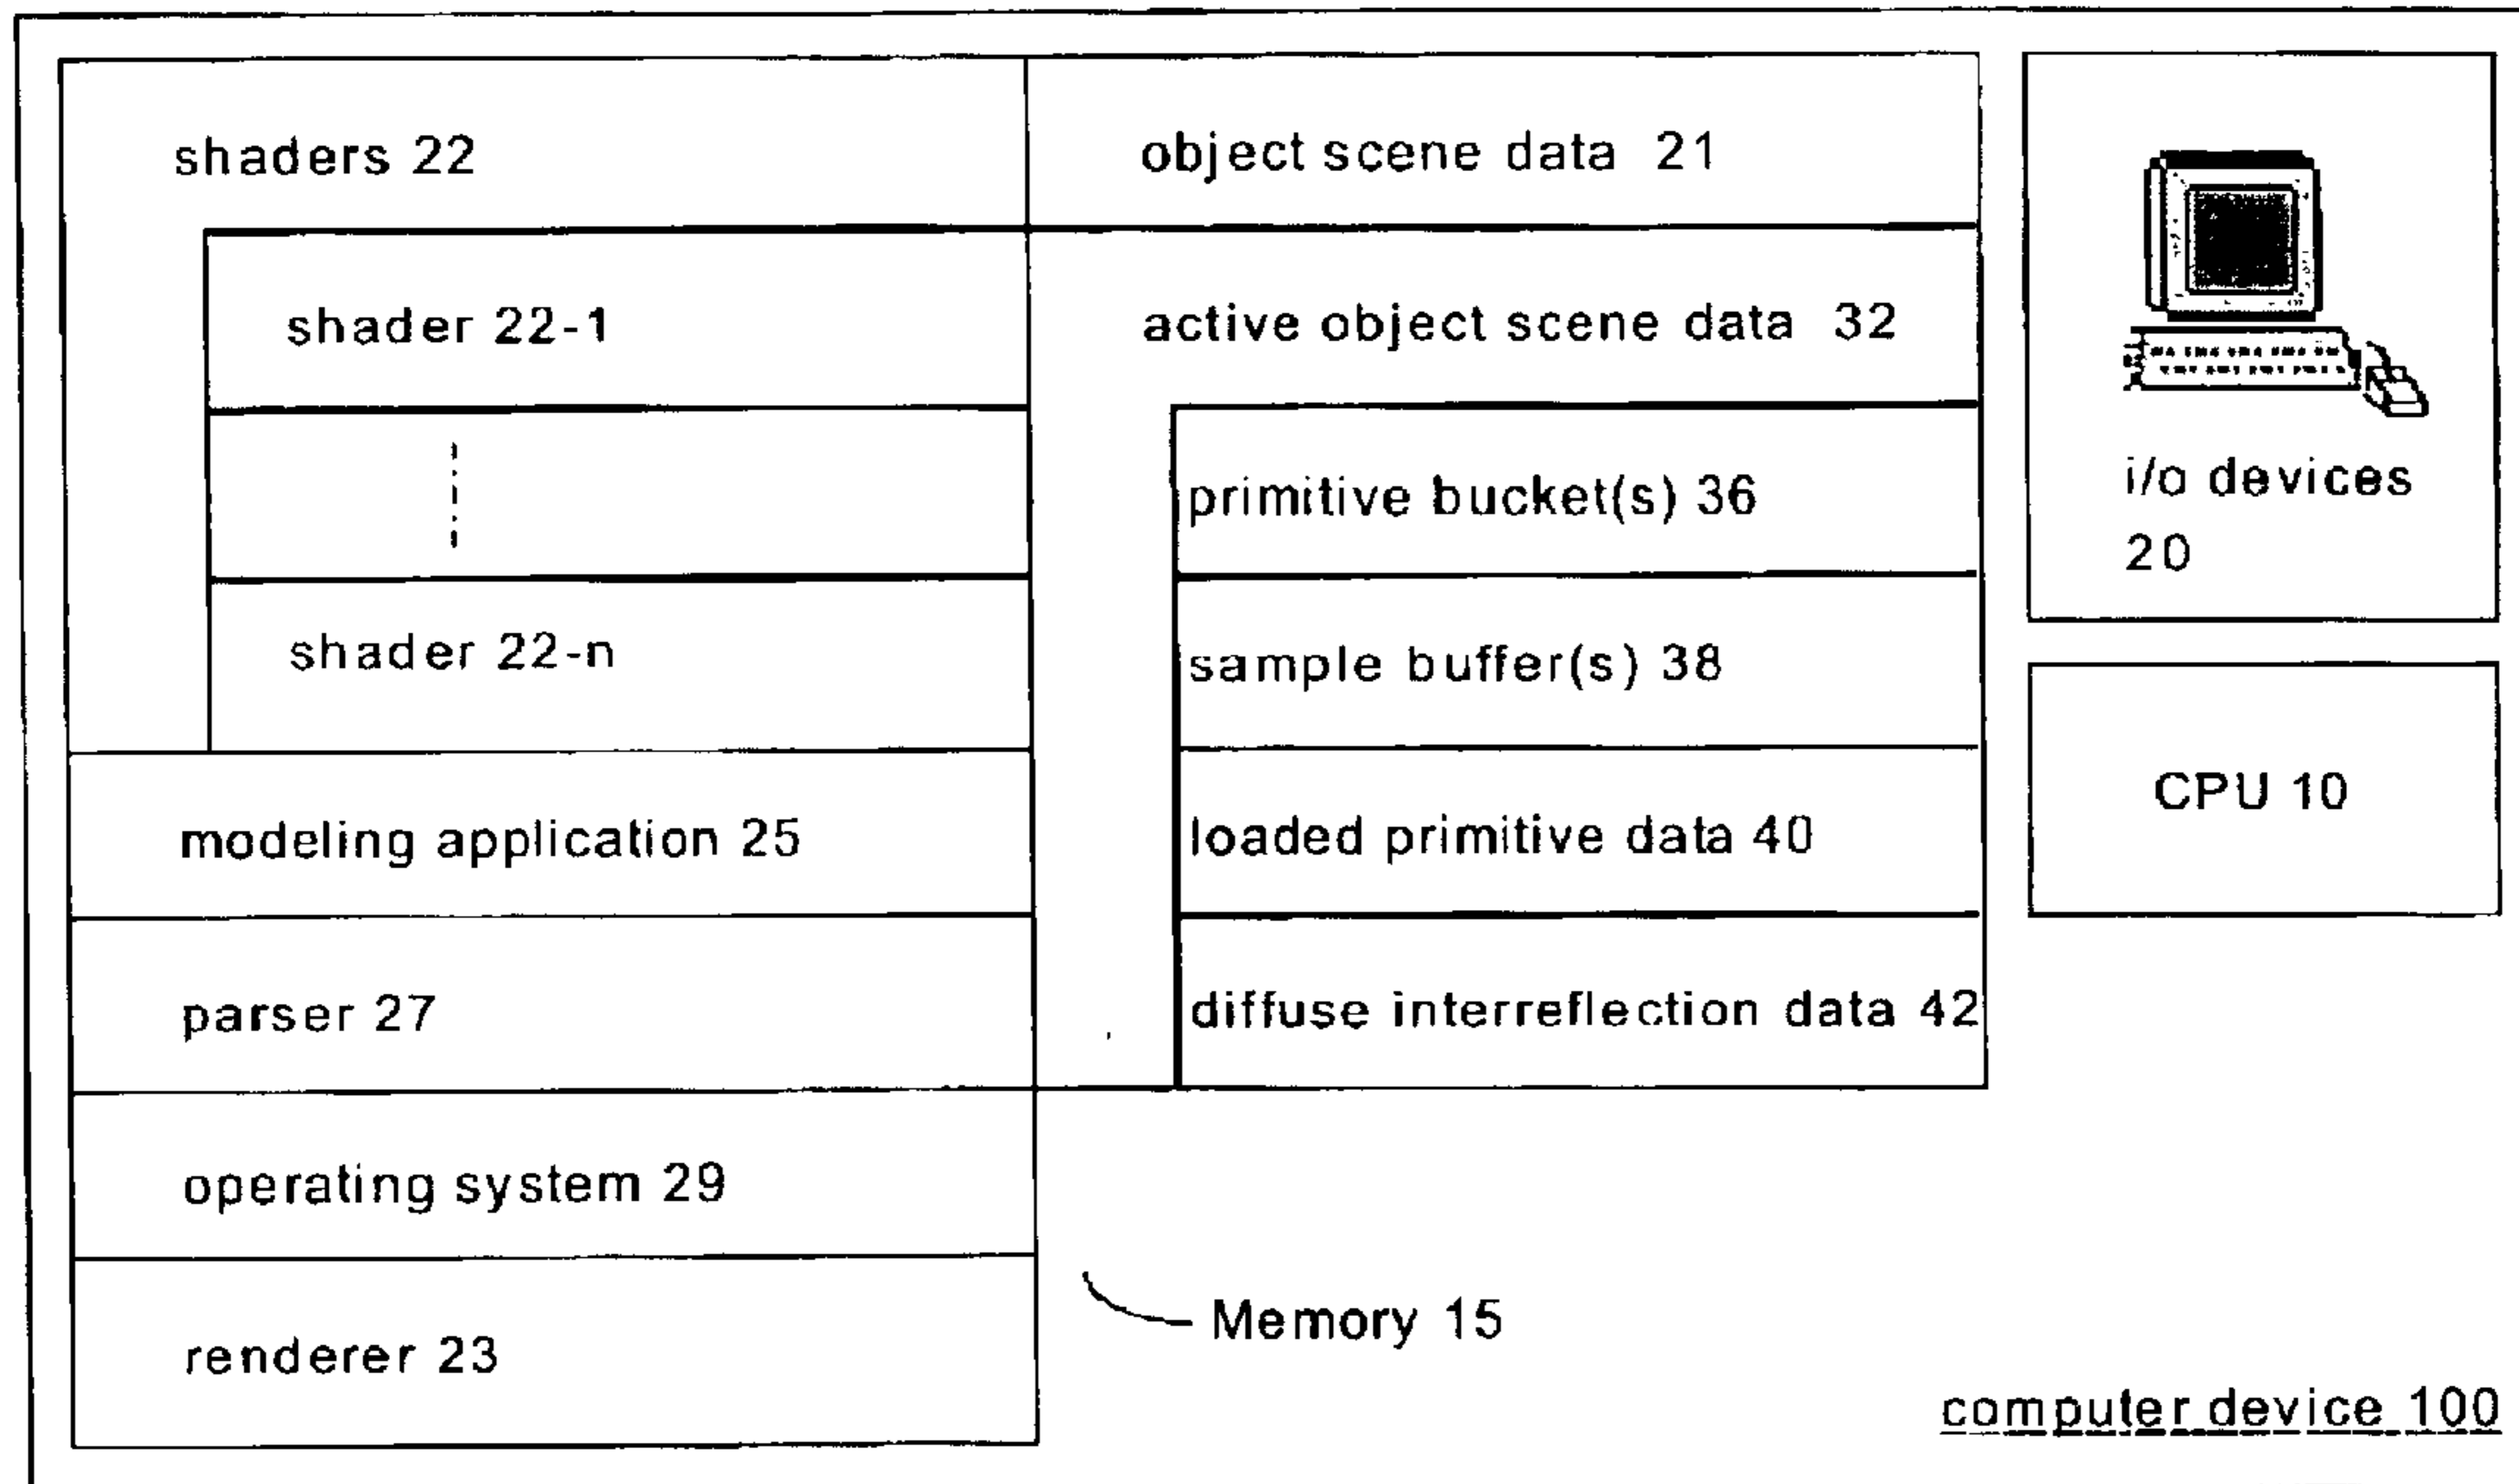 shaders 22
shader 22-1
shader 22-n
modeling application 25
parser 27
operating system 29
renderer 23
object scene data 21
active object scene data 32
primitive bucket(s) 36
sample buffer(s) 38
loaded primitive data 40
diffuse interreflection data 42
Memory 15
i/o devices
20
CPU 10
computer device 100